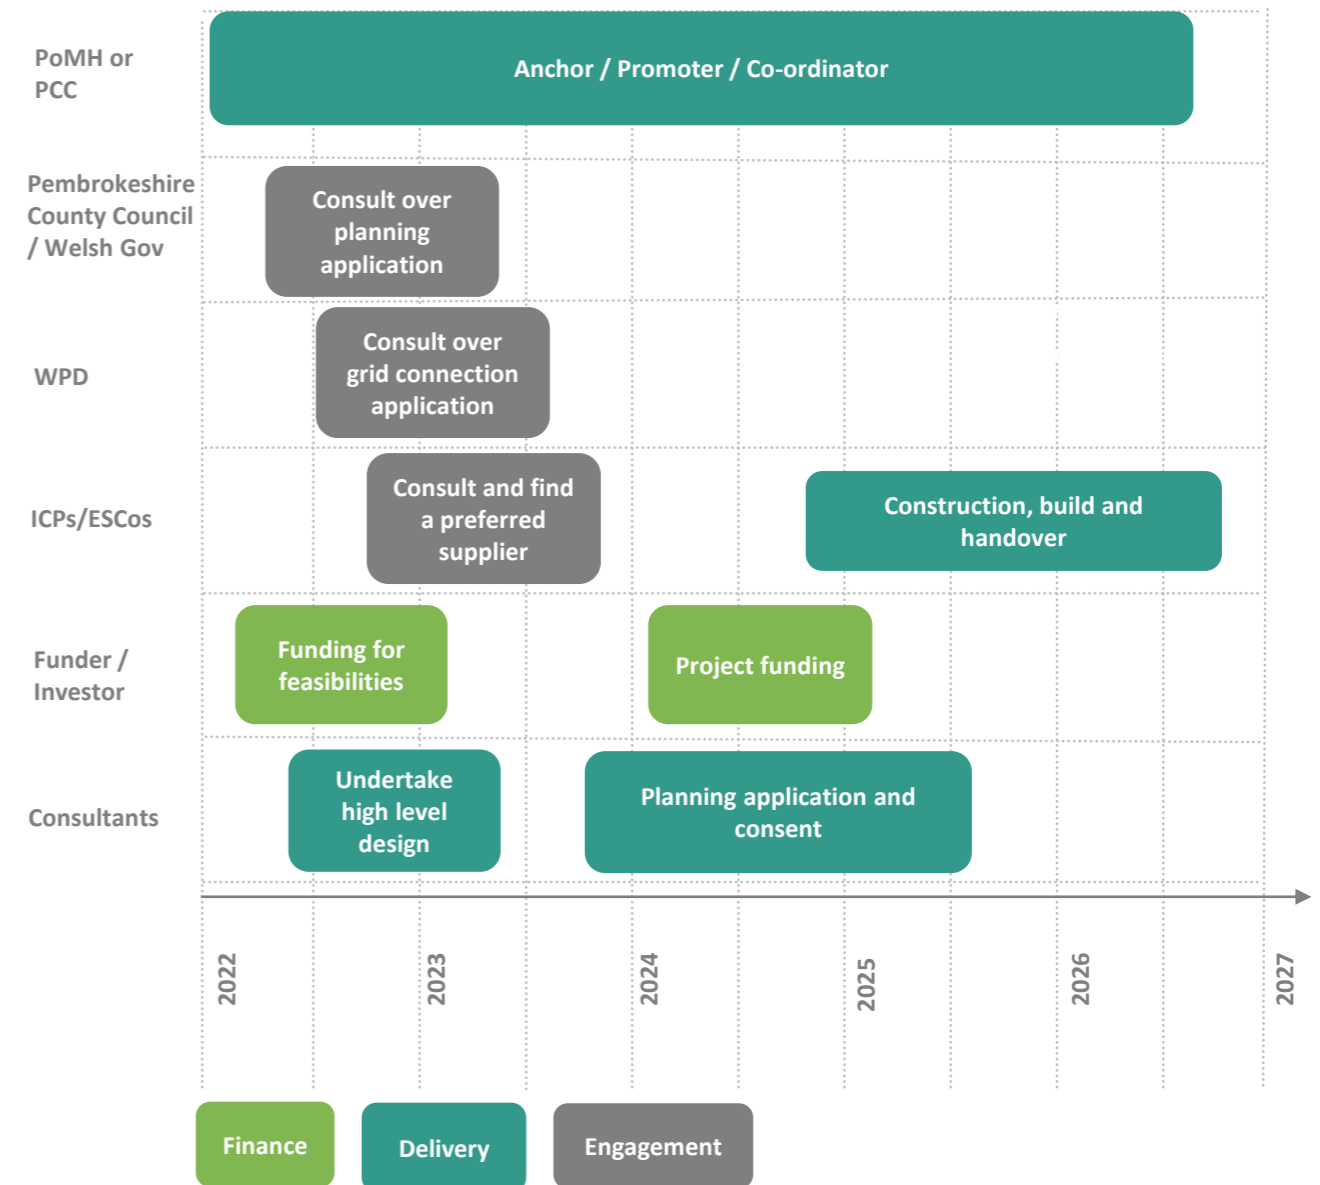 PoMH or
PCC
Anchor / Promoter / Co-ordinator
Pembrokeshire
County Council
/ Welsh Gov
Consult over
planning
application
WPD
Consult over
grid connection
application
ICPs/ESCos
Consult and find
a preferred
supplier
Construction, build and
handover
Funder /
Investor
Funding for
feasibilities
Project funding
Consultants
Undertake
high level
design
Planning application and
consent
2022
2023
2024
2025
2026
2027
Finance
Delivery
Engagement